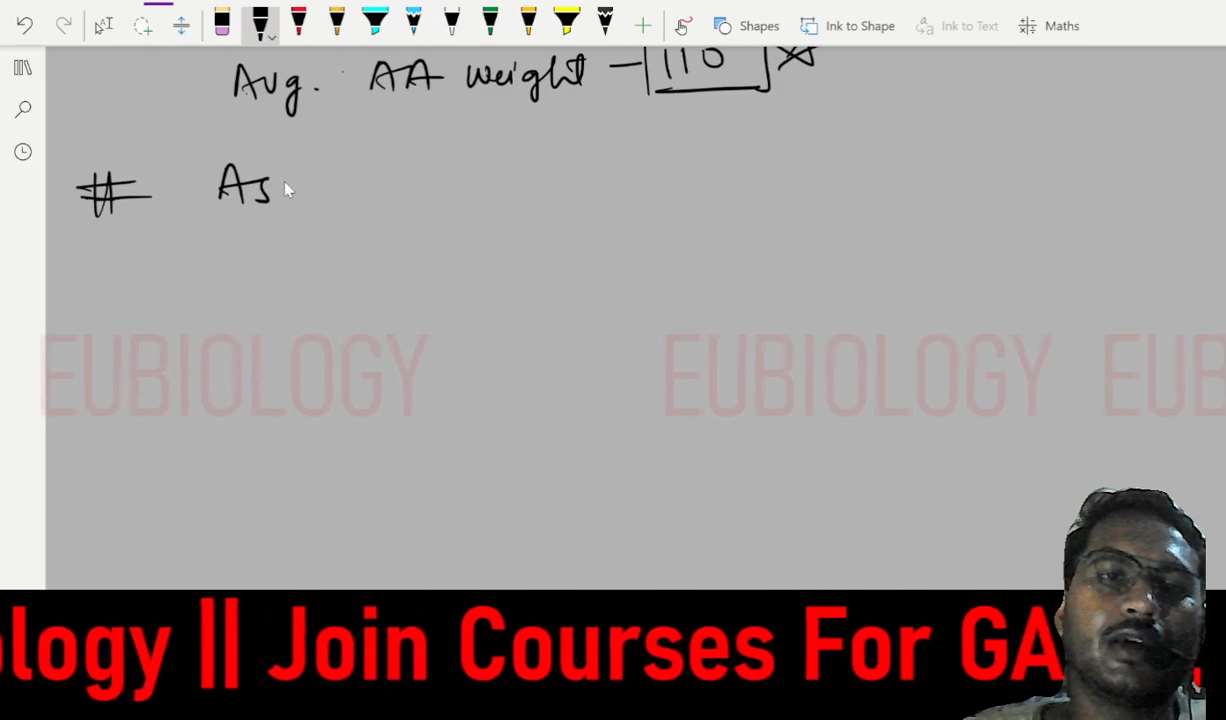 Shapes Ink to Shape Ink to Text Maths
Avg. AA weight - 110
# As
EUBIOLOGY EUBIOLOGY EUB
ology || Join Courses For GA